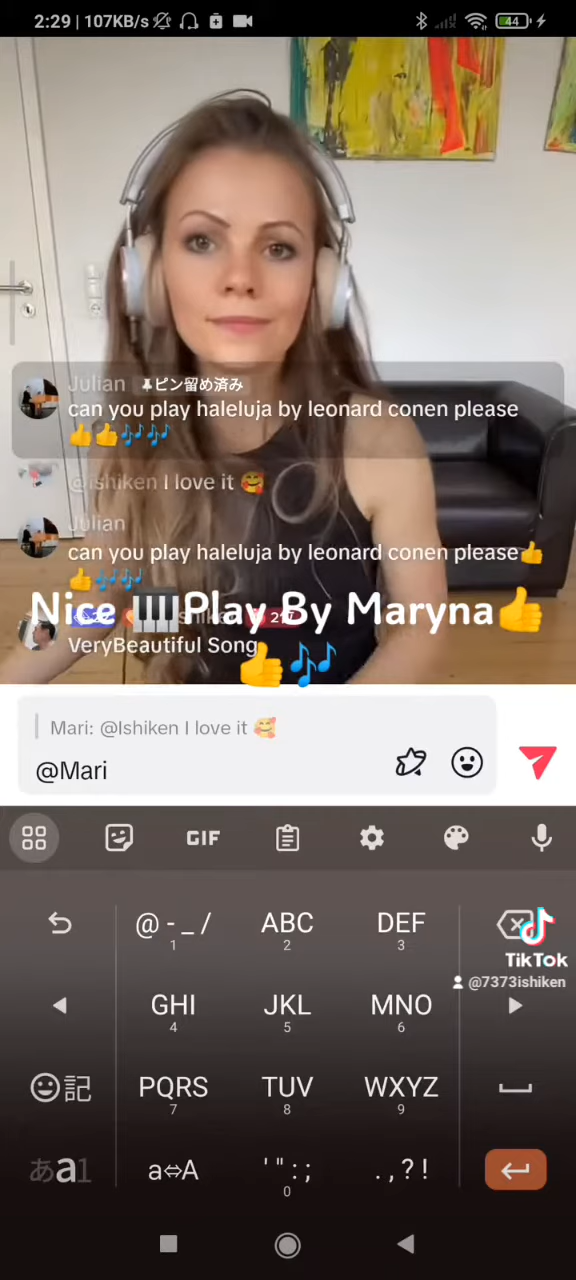 2:29 | 107KB/s 44
Julian ピン留め済み
can you play haleluja by leonard conen please
👍👍🎶🎶
@ishiken I love it 🥰
Julian
can you play haleluja by leonard conen please👍
👍🎶🎶
Nice 🎹Play By Maryna👍
👍🎶
VeryBeautiful Song
Mari: @Ishiken I love it 🥰
@Mari
GIF
@ - _ / ABC DEF
1 2 3
TikTok
@7373ishiken
GHI JKL MNO
4 5 6
記 PQRS TUV WXYZ
7 8 9
あa1 a⇔A ' " : ; . , ? !
0